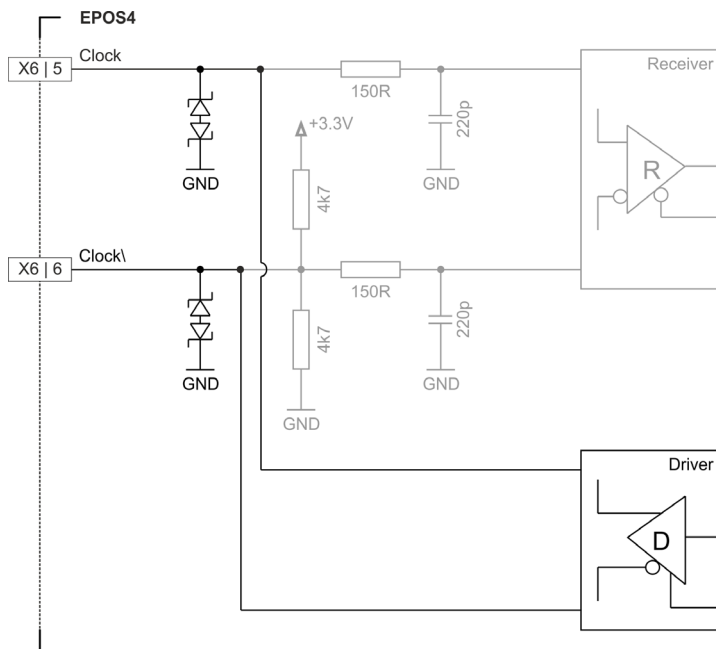 EPOS4
X6 | 5
Clock
Receiver
150R
220p
+3.3V
GND
GND
4k7
R
X6 | 6
Clock\
150R
220p
4k7
GND
GND
GND
Driver
D